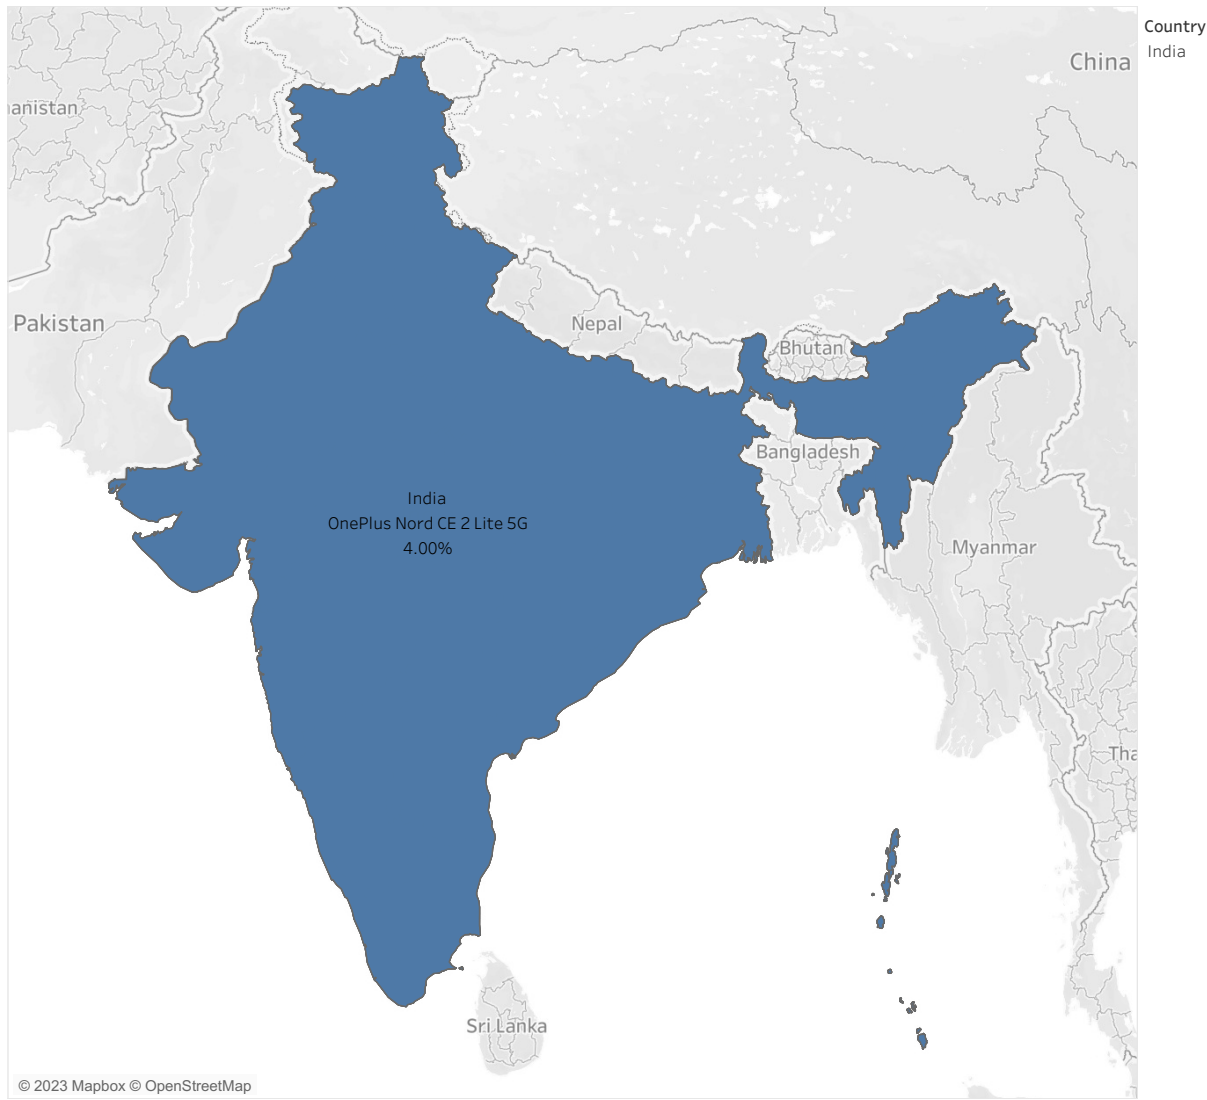 Country
India
China
anistan
Pakistan
Nepal
Bhutan
Bangladesh
India
OnePlus Nord CE 2 Lite 5G
4.00%
Myanmar
Tha
Sri Lanka
© 2023 Mapbox © OpenStreetMap